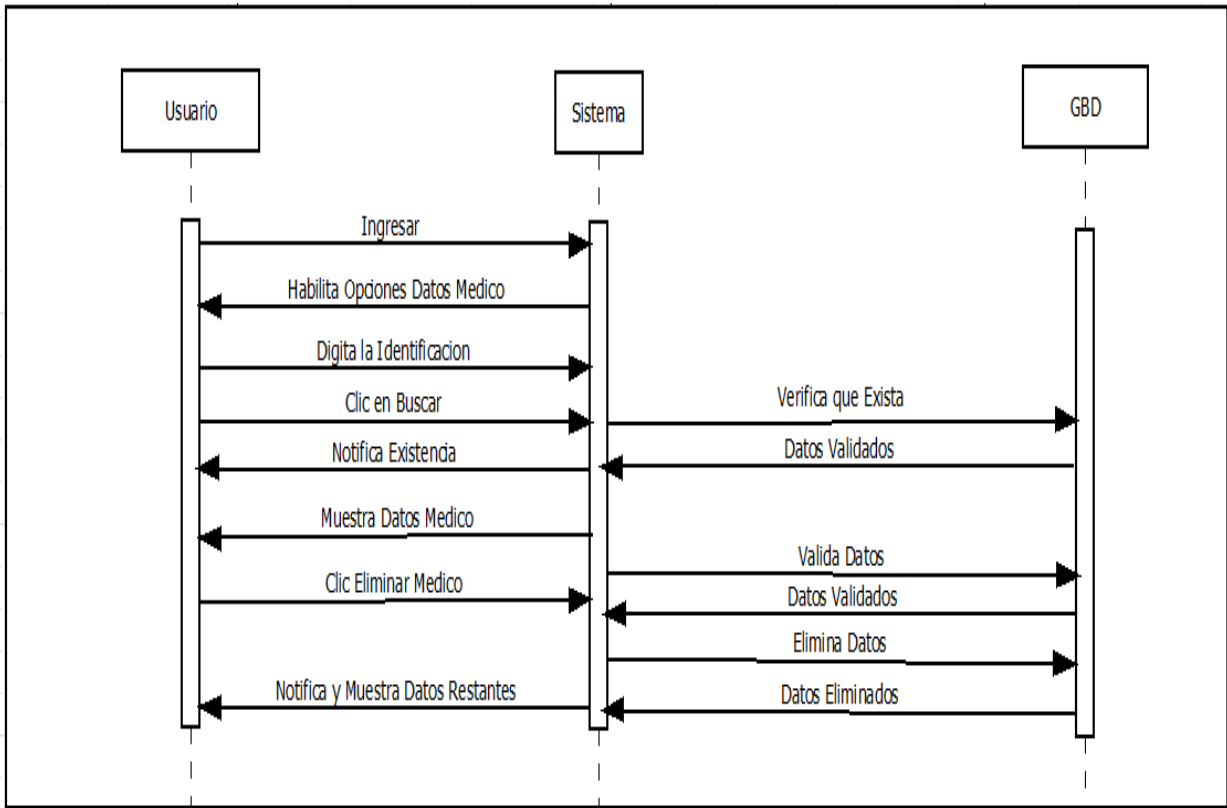 Usuario
Sistema
GBD
Ingresar
Habilita Opciones Datos Medico
Digita la Identificacion
Clic en Buscar
Verifica que Exista
Notifica Existencia
Datos Validados
Muestra Datos Medico
Valida Datos
Clic Eliminar Medico
Datos Validados
Elimina Datos
Notifica y Muestra Datos Restantes
Datos Eliminados